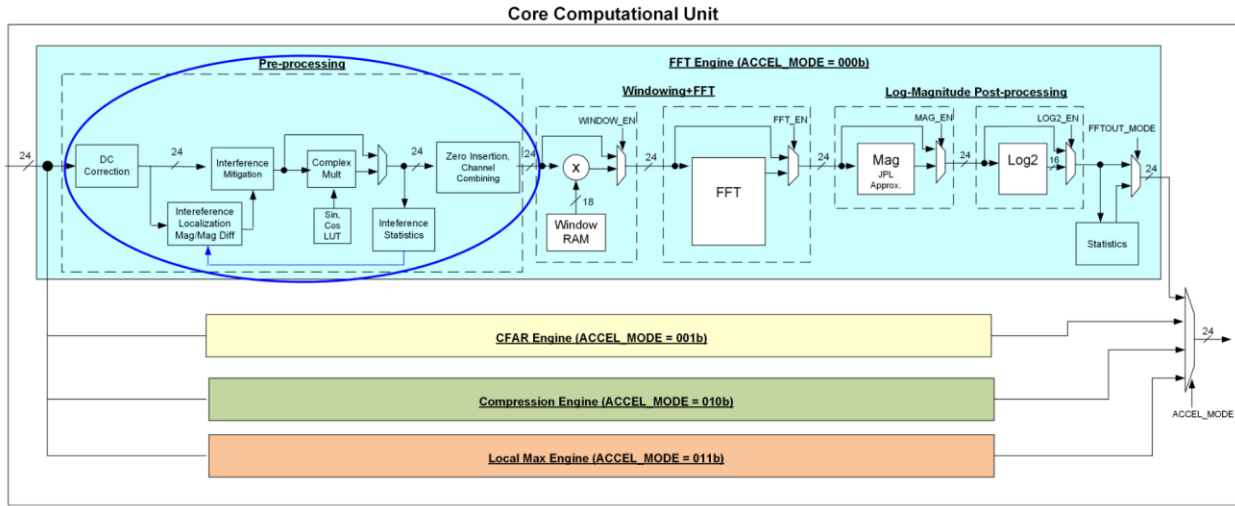 Core Computational Unit
FFT Engine (ACCEL_MODE = 000b)
Pre-processing
Windowing+FFT
Log-Magnitude Post-processing
WINDOW_EN
FFT_EN
MAG_EN
LOG2_EN
FFTOUT_MODE
24
DC
Correction
24
Interference
Mitigation
Complex
Mult
24
Zero Insertion,
Channel
Combining
24
Intereference
Localization
Mag/Mag Diff
Sin,
Cos
LUT
Inteference
Statistics
X
18
Window
RAM
24
FFT
24
Mag
JPL
Approx.
24
Log2
16
24
Statistics
CFAR Engine (ACCEL_MODE = 001b)
Compression Engine (ACCEL_MODE = 010b)
Local Max Engine (ACCEL_MODE = 011b)
24
ACCEL_MODE